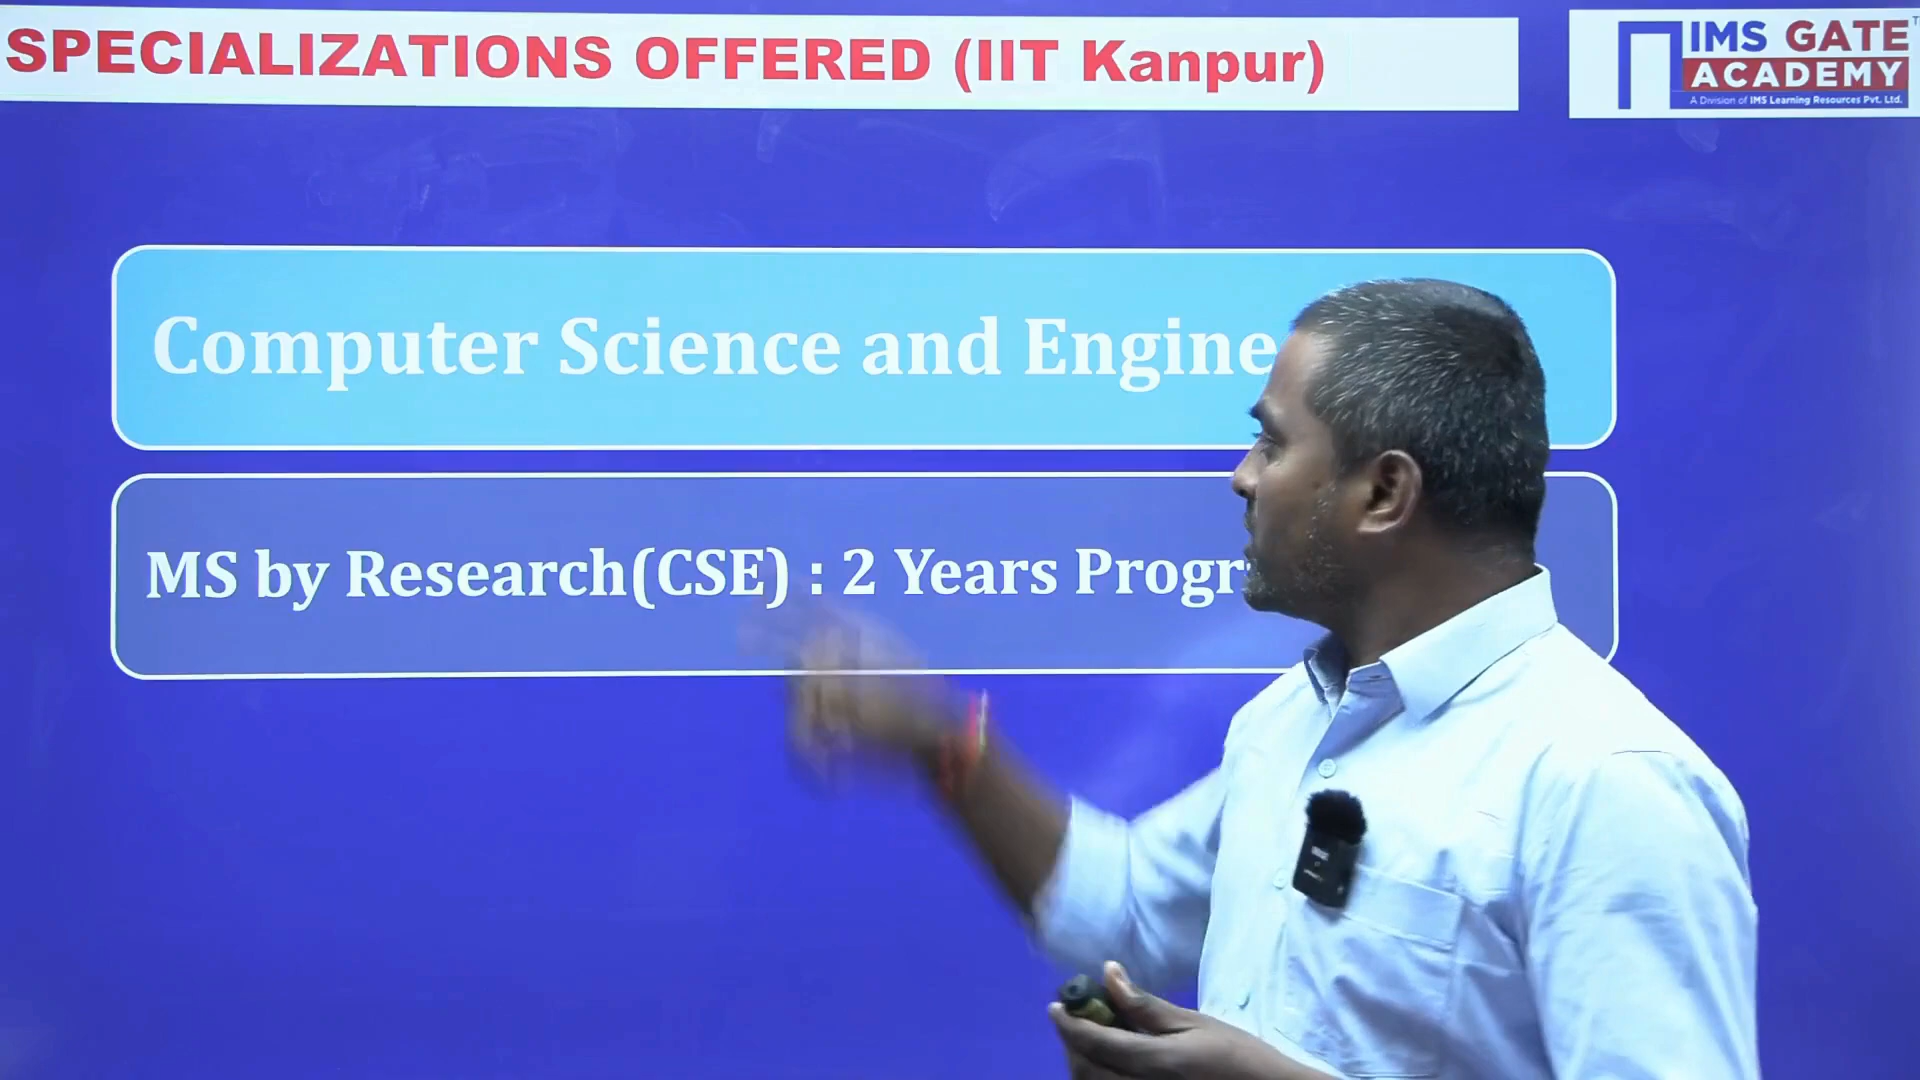 SPECIALIZATIONS OFFERED (IIT Kanpur)
IMS GATE
ACADEMY
A Division of IMS Learning Resources Pvt. Ltd.
Computer Science and Engine
MS by Research(CSE) : 2 Years Progr